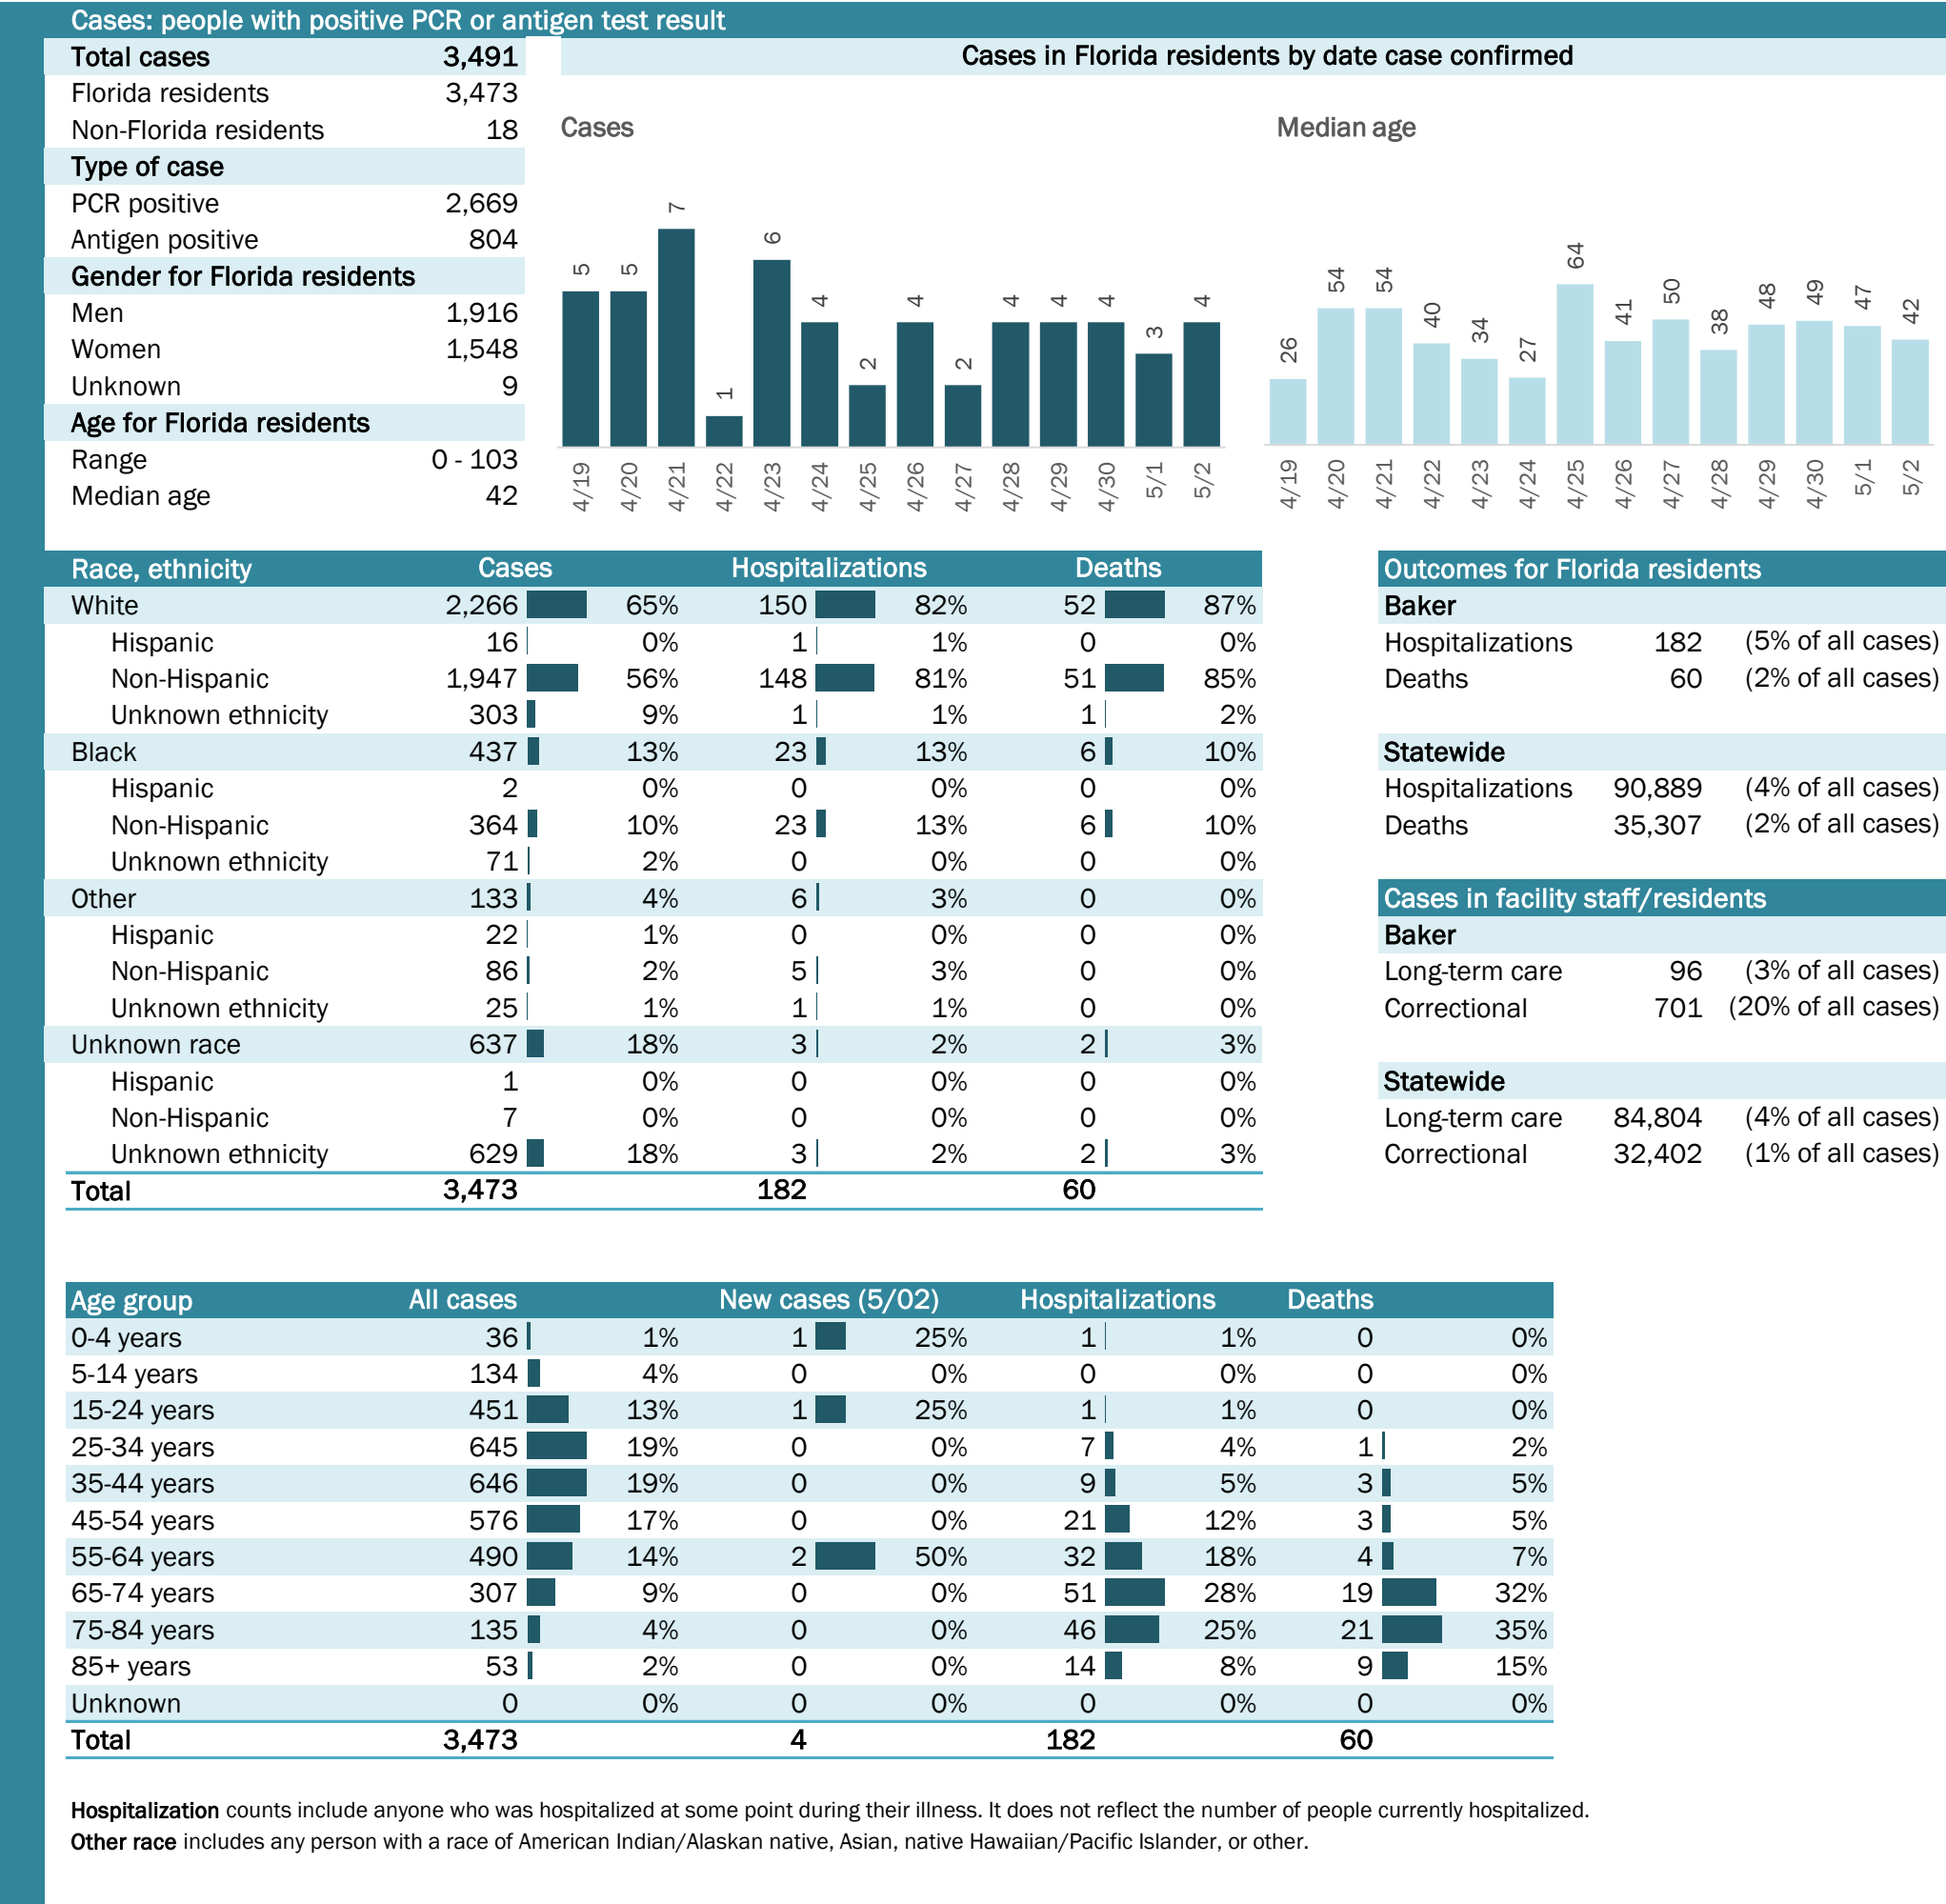 Cases: people with positive PCR or antigen test result
Total cases 3,491
Florida residents 3,473
Non-Florida residents 18
Type of case
PCR positive 2,669
Antigen positive 804
Gender for Florida residents
Men 1,916
Women 1,548
Unknown 9
Age for Florida residents
Range 0 - 103
Median age 42
Cases in Florida residents by date case confirmed
Cases
5 5 7 1 6 4 2 4 2 4 4 4 3 4
4/19 4/20 4/21 4/22 4/23 4/24 4/25 4/26 4/27 4/28 4/29 4/30 5/1 5/2
Median age
26 54 54 40 34 27 64 41 50 38 48 49 47 42
4/19 4/20 4/21 4/22 4/23 4/24 4/25 4/26 4/27 4/28 4/29 4/30 5/1 5/2
Race, ethnicity Cases Hospitalizations Deaths
White 2,266 65% 150 82% 52 87%
Hispanic 16 0% 1 1% 0 0%
Non-Hispanic 1,947 56% 148 81% 51 85%
Unknown ethnicity 303 9% 1 1% 1 2%
Black 437 13% 23 13% 6 10%
Hispanic 2 0% 0 0% 0 0%
Non-Hispanic 364 10% 23 13% 6 10%
Unknown ethnicity 71 2% 0 0% 0 0%
Other 133 4% 6 3% 0 0%
Hispanic 22 1% 0 0% 0 0%
Non-Hispanic 86 2% 5 3% 0 0%
Unknown ethnicity 25 1% 1 1% 0 0%
Unknown race 637 18% 3 2% 2 3%
Hispanic 1 0% 0 0% 0 0%
Non-Hispanic 7 0% 0 0% 0 0%
Unknown ethnicity 629 18% 3 2% 2 3%
Total 3,473 182 60
Outcomes for Florida residents
Baker
Hospitalizations 182 (5% of all cases)
Deaths 60 (2% of all cases)
Statewide
Hospitalizations 90,889 (4% of all cases)
Deaths 35,307 (2% of all cases)
Cases in facility staff/residents
Baker
Long-term care 96 (3% of all cases)
Correctional 701 (20% of all cases)
Statewide
Long-term care 84,804 (4% of all cases)
Correctional 32,402 (1% of all cases)
Age group All cases New cases (5/02) Hospitalizations Deaths
0-4 years 36 1% 1 25% 1 1% 0 0%
5-14 years 134 4% 0 0% 0 0% 0 0%
15-24 years 451 13% 1 25% 1 1% 0 0%
25-34 years 645 19% 0 0% 7 4% 1 2%
35-44 years 646 19% 0 0% 9 5% 3 5%
45-54 years 576 17% 0 0% 21 12% 3 5%
55-64 years 490 14% 2 50% 32 18% 4 7%
65-74 years 307 9% 0 0% 51 28% 19 32%
75-84 years 135 4% 0 0% 46 25% 21 35%
85+ years 53 2% 0 0% 14 8% 9 15%
Unknown 0 0% 0 0% 0 0% 0 0%
Total 3,473 4 182 60
Hospitalization counts include anyone who was hospitalized at some point during their illness. It does not reflect the number of people currently hospitalized.
Other race includes any person with a race of American Indian/Alaskan native, Asian, native Hawaiian/Pacific Islander, or other.